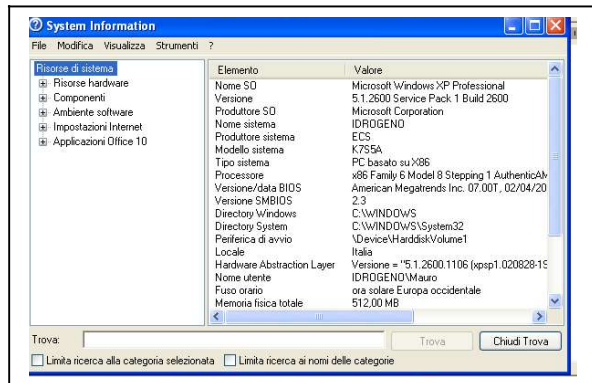 System Information
File Modifica Visualizza Strumenti ?
Risorse di sistema
Risorse hardware
Componenti
Ambiente software
Impostazioni Internet
Applicazioni Office 10
Elemento Valore
Nome SO Microsoft Windows XP Professional
Versione 5.1.2600 Service Pack 1 Build 2600
Produttore SO Microsoft Corporation
Nome sistema IDROGENO
Produttore sistema ECS
Modello sistema K7S5A
Tipo sistema PC basato su X86
Processore x86 Family 6 Model 8 Stepping 1 AuthenticAM
Versione/data BIOS American Megatrends Inc. 07.00T, 02/04/20
Versione SMBIOS 2.3
Directory Windows C:\WINDOWS
Directory System C:\WINDOWS\System32
Periferica di avvio \Device\HarddiskVolume1
Locale Italia
Hardware Abstraction Layer Versione = "5.1.2600.1106 (xpsp1.020828-19
Nome utente IDROGENO\Mauro
Fuso orario ora solare Europa occidentale
Memoria fisica totale 512,00 MB
Trova: Trova Chiudi Trova
Limita ricerca alla categoria selezionata Limita ricerca ai nomi delle categorie